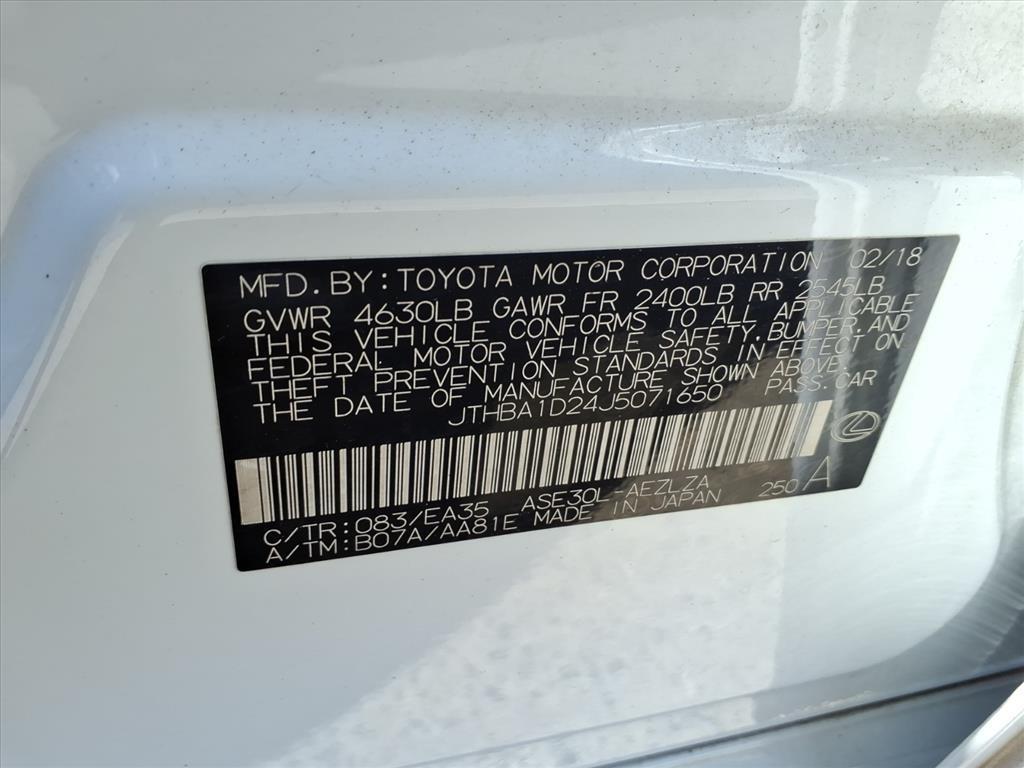 MFD. BY: TOYOTA MOTOR CORPORATION 02/18
GVWR 4630LB GAWR FR 2400LB RR 2545LB
THIS VEHICLE CONFORMS TO ALL APPLICABLE
FEDERAL MOTOR VEHICLE SAFETY, BUMPER, AND
THEFT PREVENTION STANDARDS IN EFFECT ON
THE DATE OF MANUFACTURE SHOWN ABOVE.
JTHBA1D24J5071650 PASS. CAR
C/TR: 083/EA35 ASE30L-AEZLZA 250 A
A/TM: B07A/AA81E MADE IN JAPAN